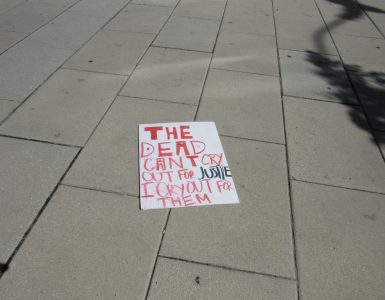 THE
DEAD
CAN'T CRY
OUT FOR JUSTICE
I CRY OUT FOR
THEM